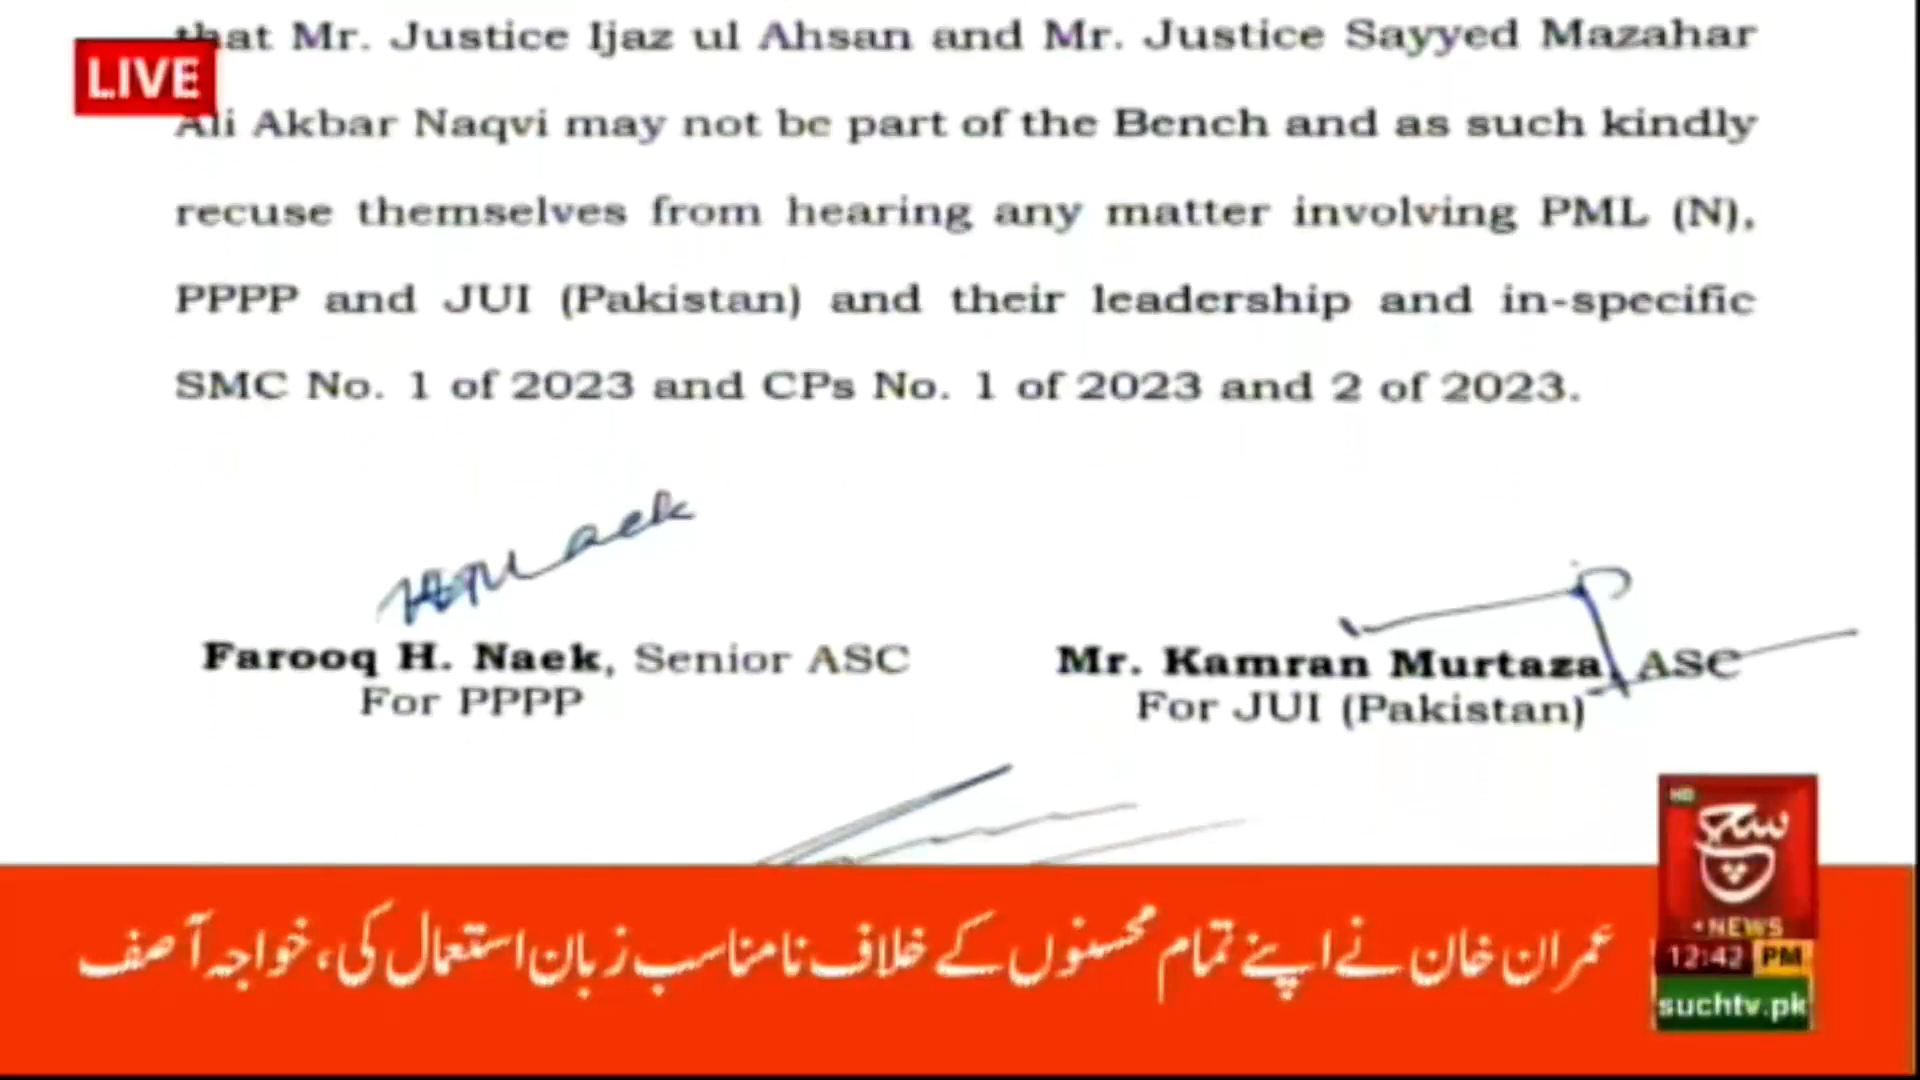 LIVE
that Mr. Justice Ijaz ul Ahsan and Mr. Justice Sayyed Mazahar
Ali Akbar Naqvi may not be part of the Bench and as such kindly
recuse themselves from hearing any matter involving PML (N),
PPPP and JUI (Pakistan) and their leadership and in-specific
SMC No. 1 of 2023 and CPs No. 1 of 2023 and 2 of 2023.
Farooq H. Naek, Senior ASC
For PPPP
Mr. Kamran Murtaza, ASC
For JUI (Pakistan)
HD
سچ
NEWS
12:42 PM
suchtv.pk
عمران خان نے اپنے تمام محسنوں کے خلاف نامناسب زبان استعمال کی، خواجہ آصف